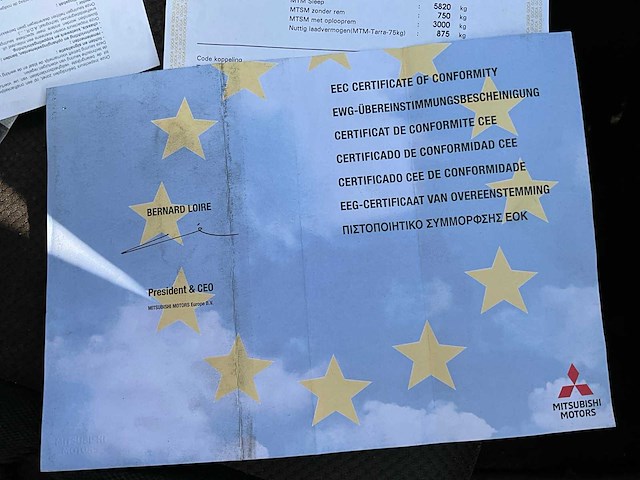 MTM Sleep : 5820 kg
MTSM zonder rem : 750 kg
MTSM met oplooprem : 3000 kg
Nuttig laadvermogen(MTM-Tarra-75kg) : 875 kg
Code koppeling
EEC CERTIFICATE OF CONFORMITY
EWG-ÜBEREINSTIMMUNGSBESCHEINIGUNG
CERTIFICAT DE CONFORMITE CEE
CERTIFICADO DE CONFORMIDAD CEE
CERTIFICADO CEE DE CONFORMIDADE
EEG-CERTIFICAAT VAN OVEREENSTEMMING
ΠΙΣΤΟΠΟΙΗΤΙΚΟ ΣΥΜΜΟΡΦΣΗΣ ΕΟΚ
BERNARD LOIRE
President & CEO
MITSUBISHI MOTORS Europe B.V.
MITSUBISHI
MOTORS